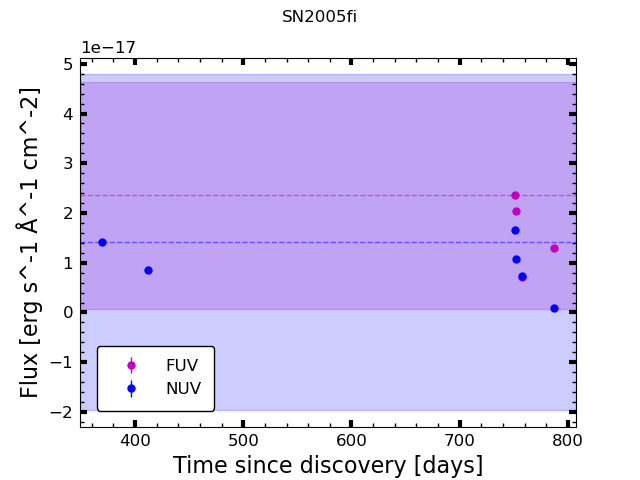 SN2005fi
1e−17
5
4
3
2
1
0
−1
−2
Flux [erg s^-1 Å^-1 cm^-2]
FUV
NUV
400 500 600 700 800
Time since discovery [days]